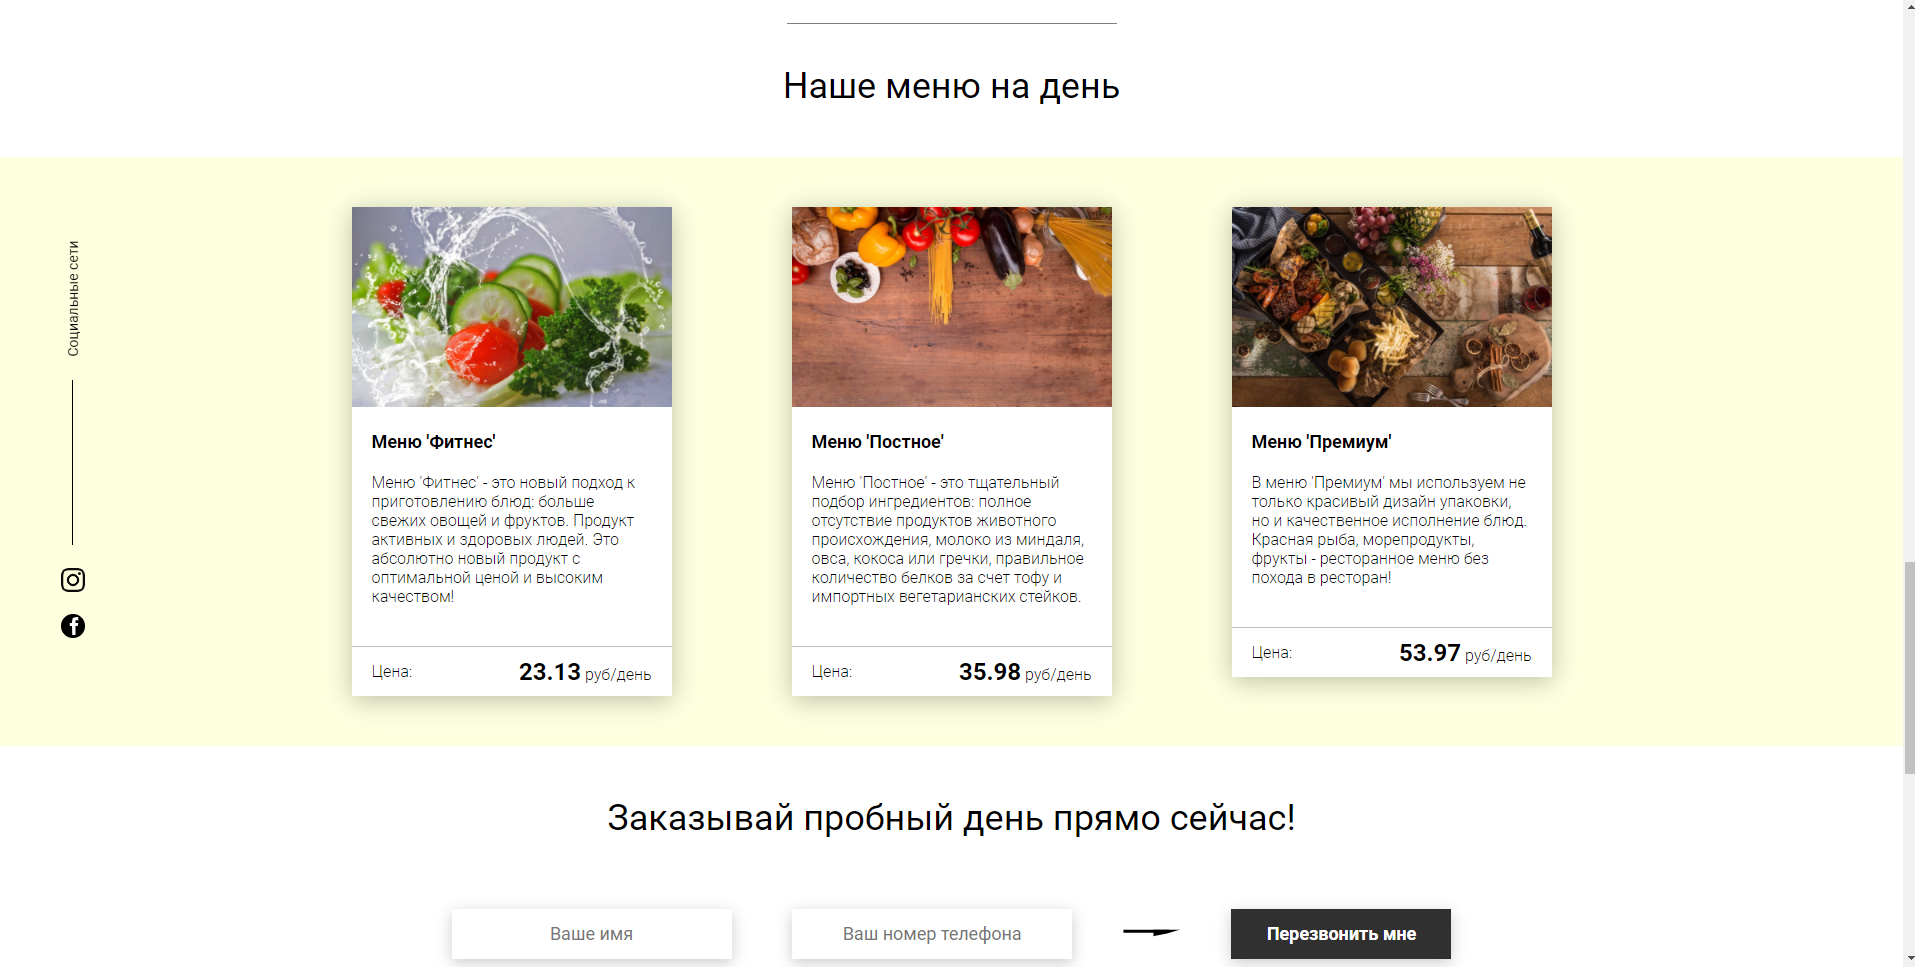 Наше меню на день
Социальные сети
Меню 'Фитнес'
Меню 'Фитнес' - это новый подход к
приготовлению блюд: больше
свежих овощей и фруктов. Продукт
активных и здоровых людей. Это
абсолютно новый продукт с
оптимальной ценой и высоким
качеством!
Цена:
23.13 руб/день
Меню 'Постное'
Меню 'Постное' - это тщательный
подбор ингредиентов: полное
отсутствие продуктов животного
происхождения, молоко из миндаля,
овса, кокоса или гречки, правильное
количество белков за счет тофу и
импортных вегетарианских стейков.
Цена:
35.98 руб/день
Меню 'Премиум'
В меню 'Премиум' мы используем не
только красивый дизайн упаковки,
но и качественное исполнение блюд.
Красная рыба, морепродукты,
фрукты - ресторанное меню без
похода в ресторан!
Цена:
53.97 руб/день
Заказывай пробный день прямо сейчас!
Ваше имя
Ваш номер телефона
Перезвонить мне